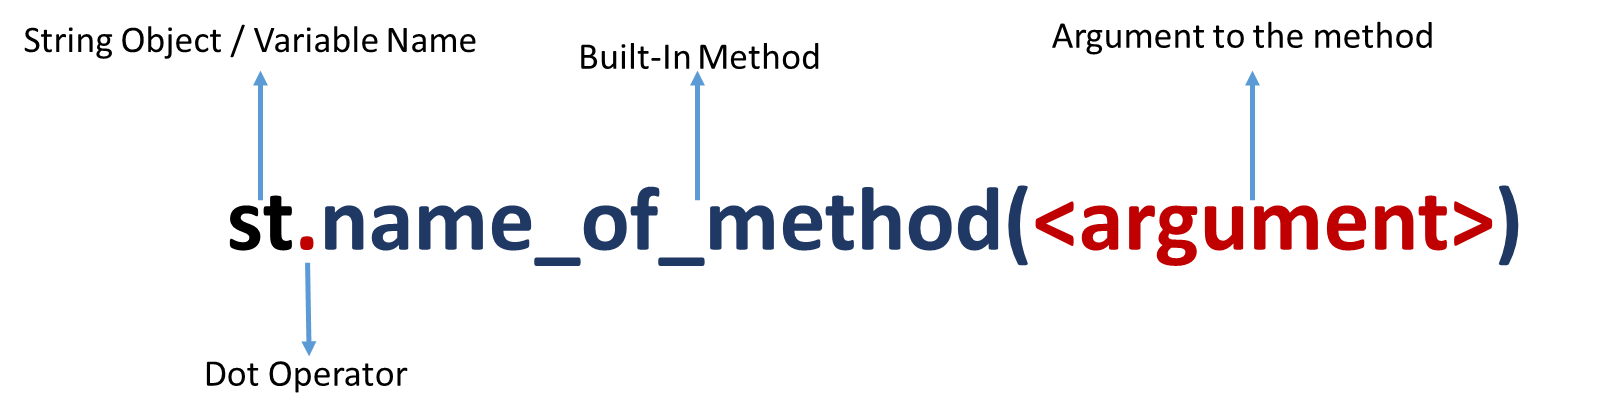 String Object / Variable Name
Built-In Method
Argument to the method
st.name_of_method(<argument>)
Dot Operator